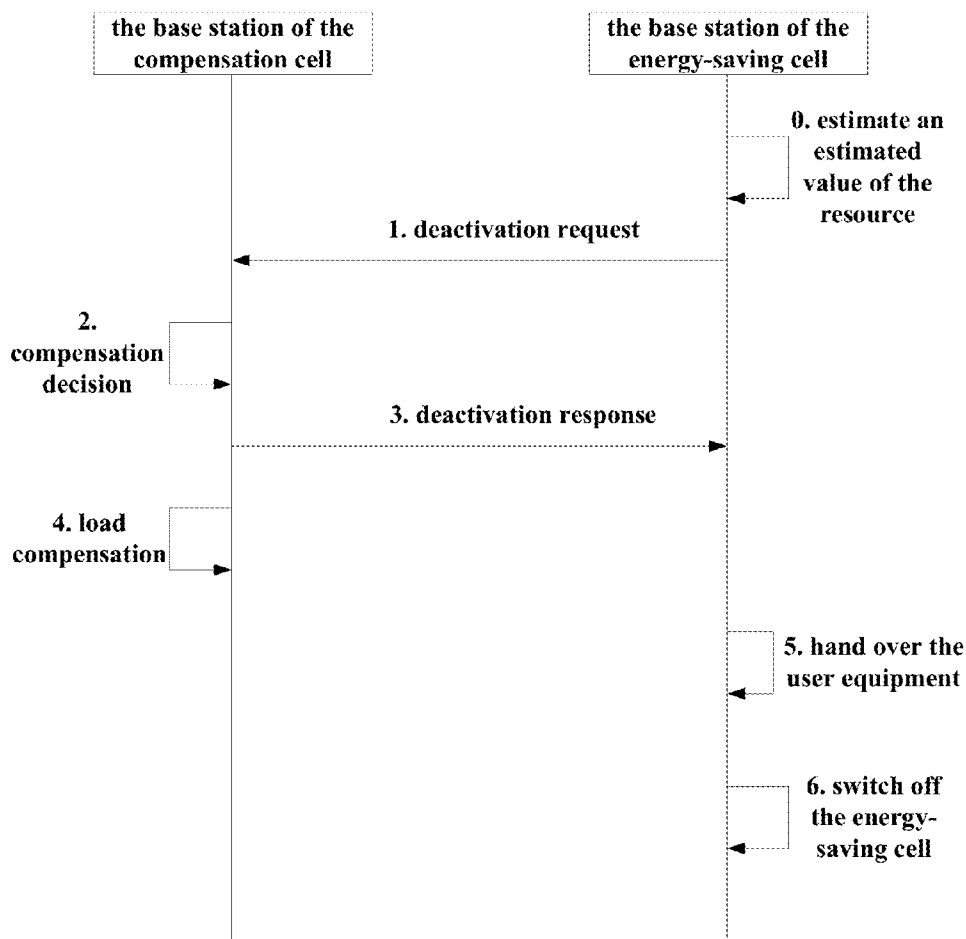 the base station of the
compensation cell
the base station of the
energy-saving cell
0. estimate an
estimated
value of the
resource
1. deactivation request
2.
compensation
decision
3. deactivation response
4. load
compensation
5. hand over the
user equipment
6. switch off
the energy-
saving cell